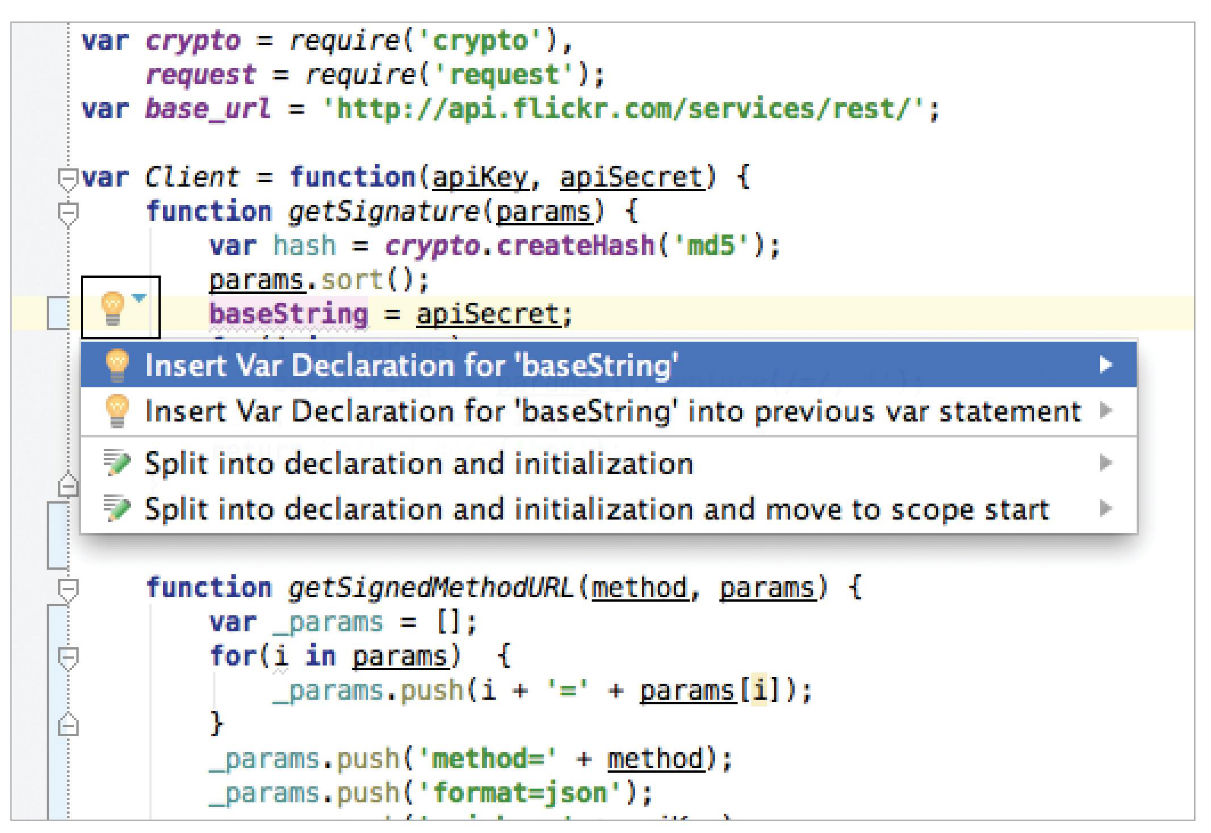 var crypto = require('crypto'),
request = require('request');
var base_url = 'http://api.flickr.com/services/rest/';
var Client = function(apiKey, apiSecret) {
function getSignature(params) {
var hash = crypto.createHash('md5');
params.sort();
baseString = apiSecret;
Insert Var Declaration for 'baseString'
Insert Var Declaration for 'baseString' into previous var statement
Split into declaration and initialization
Split into declaration and initialization and move to scope start
function getSignedMethodURL(method, params) {
var _params = [];
for(i in params) {
_params.push(i + '=' + params[i]);
}
_params.push('method=' + method);
_params.push('format=json');